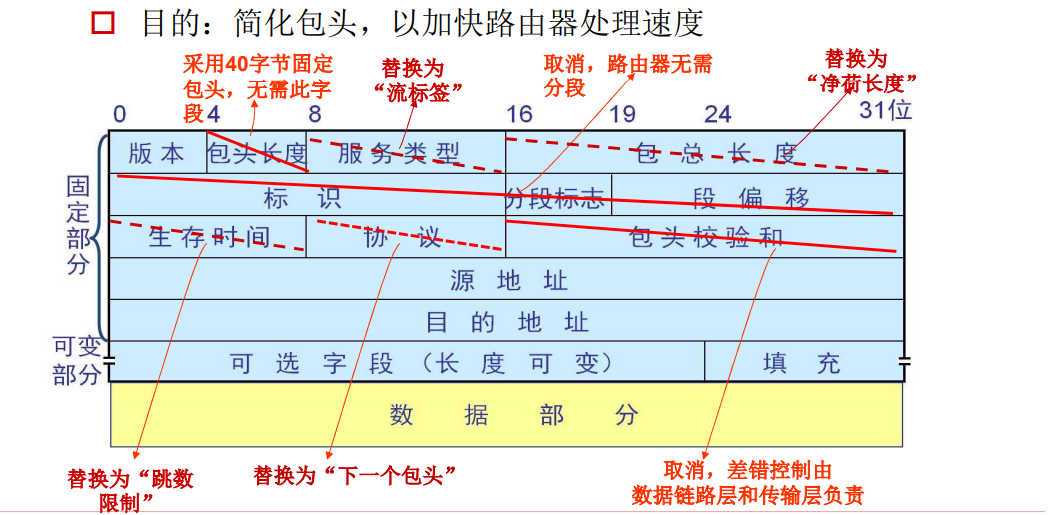 目的：简化包头，以加快路由器处理速度
采用40字节固定
包头，无需此字
段
替换为
“流标签”
取消，路由器无需
分段
替换为
“净荷长度”
0 4 8 16 19 24 31位
版本 包头长度 服务类型 包总长度
标识 分段标志 段偏移
生存时间 协议 包头校验和
源地址
目的地址
可选字段（长度可变） 填充
数据部分
固定部分
可变
部分
替换为“跳数
限制”
替换为“下一个包头”
取消，差错控制由
数据链路层和传输层负责